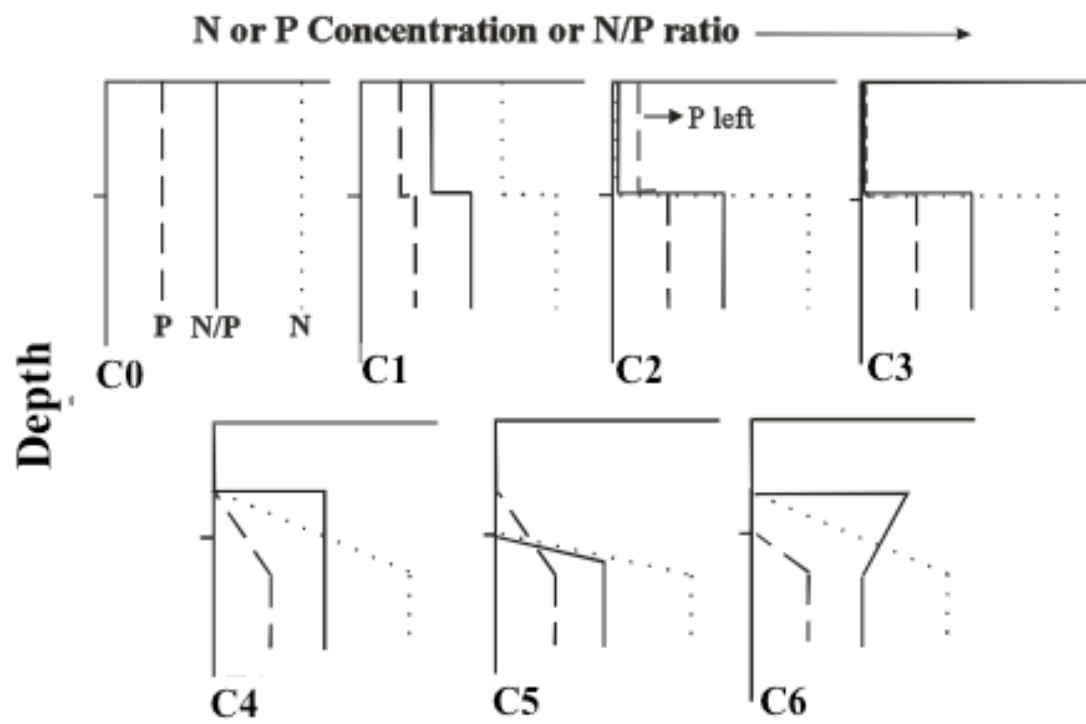 N or P Concentration or N/P ratio
P left
P N/P N
C0 C1 C2 C3
Depth
C4 C5 C6